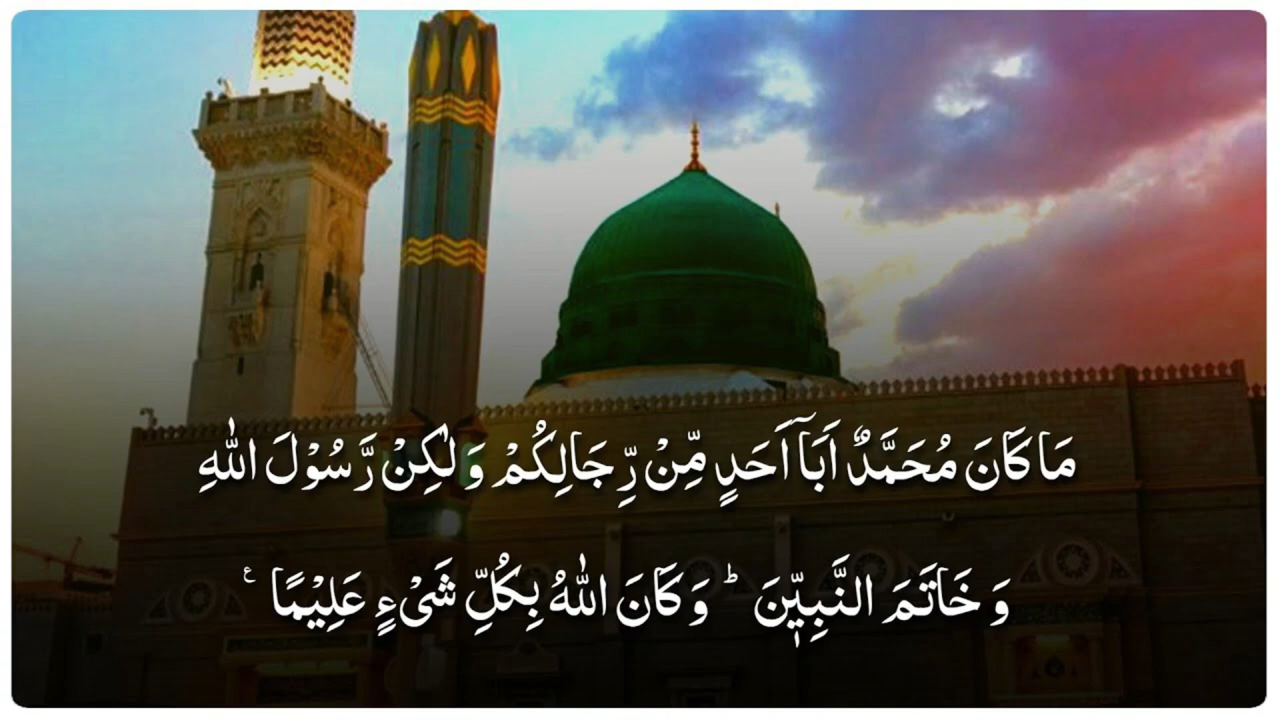 مَا كَانَ مُحَمَّدٌ اَبَاۤ اَحَدٍ مِّنْ رِّجَالِكُمْ وَ لٰكِنْ رَّسُوْلَ اللّٰهِ
وَ خَاتَمَ النَّبِیّٖنَ ؕ وَ كَانَ اللّٰهُ بِكُلِّ شَیْءٍ عَلِیْمًا ۠